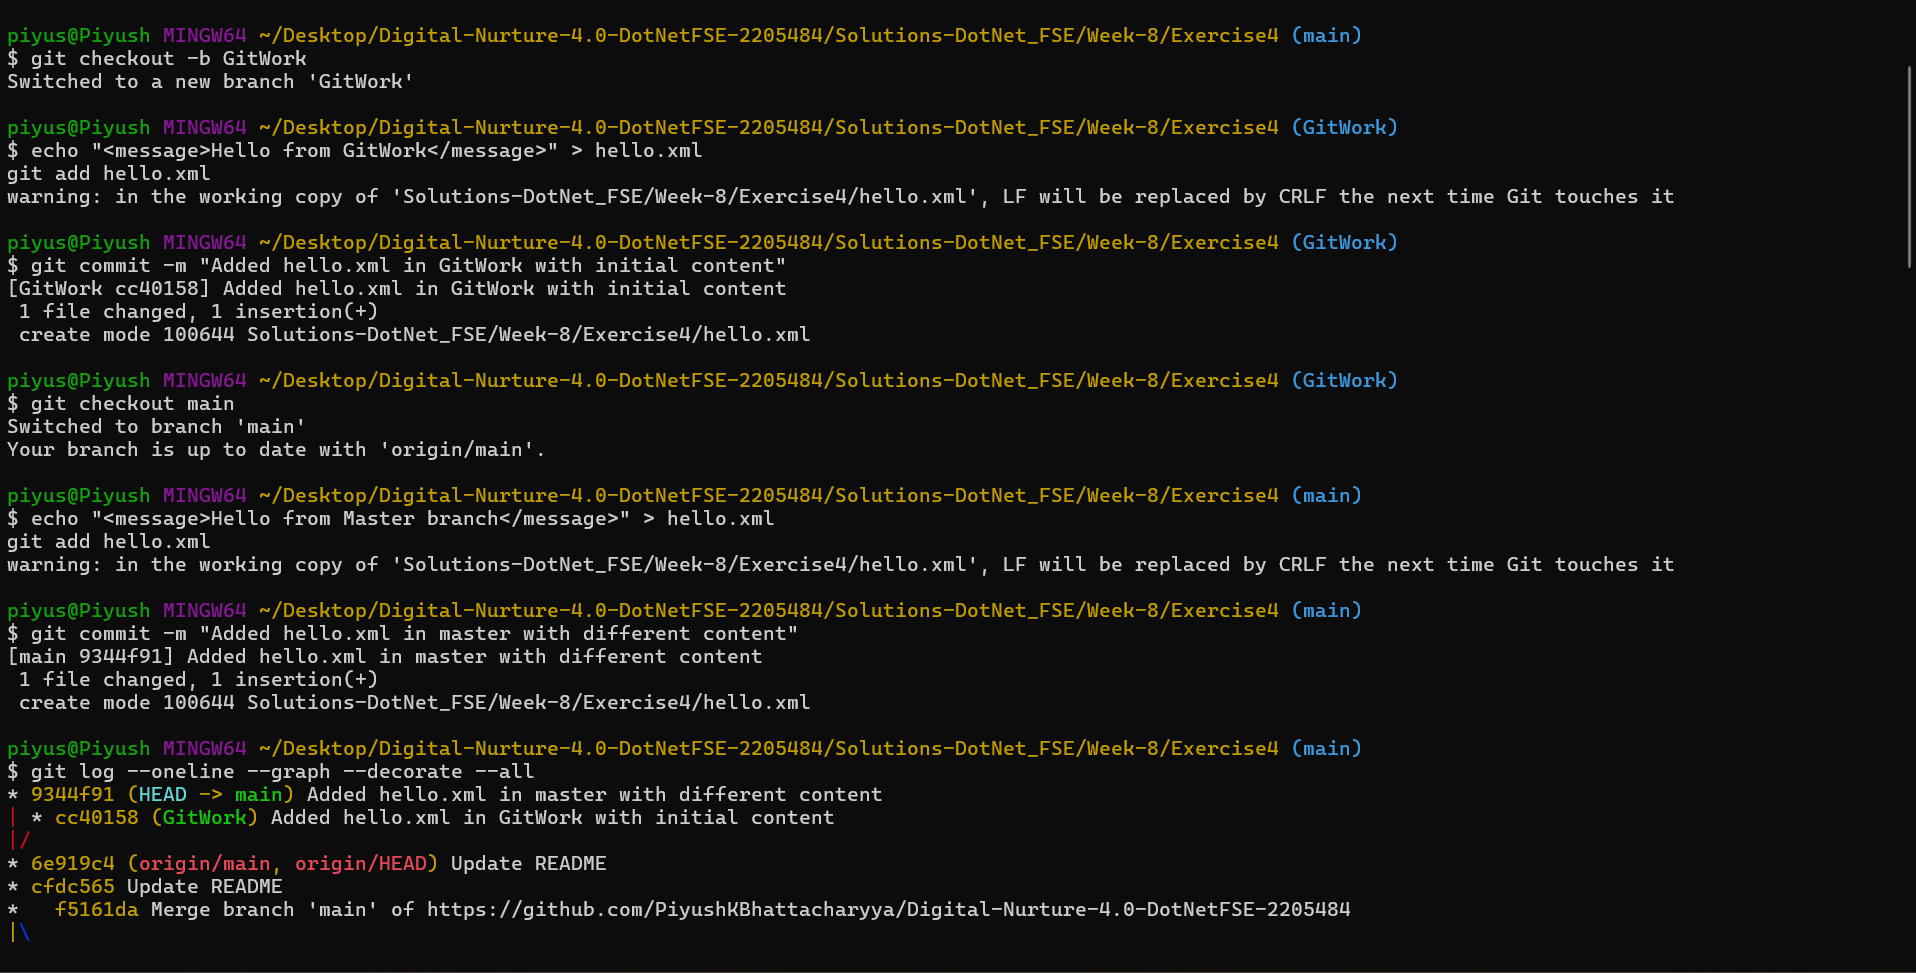 piyus@Piyush MINGW64 ~/Desktop/Digital-Nurture-4.0-DotNetFSE-2205484/Solutions-DotNet_FSE/Week-8/Exercise4 (main)
$ git checkout -b GitWork
Switched to a new branch 'GitWork'

piyus@Piyush MINGW64 ~/Desktop/Digital-Nurture-4.0-DotNetFSE-2205484/Solutions-DotNet_FSE/Week-8/Exercise4 (GitWork)
$ echo "<message>Hello from GitWork</message>" > hello.xml
git add hello.xml
warning: in the working copy of 'Solutions-DotNet_FSE/Week-8/Exercise4/hello.xml', LF will be replaced by CRLF the next time Git touches it

piyus@Piyush MINGW64 ~/Desktop/Digital-Nurture-4.0-DotNetFSE-2205484/Solutions-DotNet_FSE/Week-8/Exercise4 (GitWork)
$ git commit -m "Added hello.xml in GitWork with initial content"
[GitWork cc40158] Added hello.xml in GitWork with initial content
 1 file changed, 1 insertion(+)
 create mode 100644 Solutions-DotNet_FSE/Week-8/Exercise4/hello.xml

piyus@Piyush MINGW64 ~/Desktop/Digital-Nurture-4.0-DotNetFSE-2205484/Solutions-DotNet_FSE/Week-8/Exercise4 (GitWork)
$ git checkout main
Switched to branch 'main'
Your branch is up to date with 'origin/main'.

piyus@Piyush MINGW64 ~/Desktop/Digital-Nurture-4.0-DotNetFSE-2205484/Solutions-DotNet_FSE/Week-8/Exercise4 (main)
$ echo "<message>Hello from Master branch</message>" > hello.xml
git add hello.xml
warning: in the working copy of 'Solutions-DotNet_FSE/Week-8/Exercise4/hello.xml', LF will be replaced by CRLF the next time Git touches it

piyus@Piyush MINGW64 ~/Desktop/Digital-Nurture-4.0-DotNetFSE-2205484/Solutions-DotNet_FSE/Week-8/Exercise4 (main)
$ git commit -m "Added hello.xml in master with different content"
[main 9344f91] Added hello.xml in master with different content
 1 file changed, 1 insertion(+)
 create mode 100644 Solutions-DotNet_FSE/Week-8/Exercise4/hello.xml

piyus@Piyush MINGW64 ~/Desktop/Digital-Nurture-4.0-DotNetFSE-2205484/Solutions-DotNet_FSE/Week-8/Exercise4 (main)
$ git log --oneline --graph --decorate --all
* 9344f91 (HEAD -> main) Added hello.xml in master with different content
| * cc40158 (GitWork) Added hello.xml in GitWork with initial content
|/
* 6e919c4 (origin/main, origin/HEAD) Update README
* cfdc565 Update README
*   f5161da Merge branch 'main' of https://github.com/PiyushKBhattacharyya/Digital-Nurture-4.0-DotNetFSE-2205484
|\